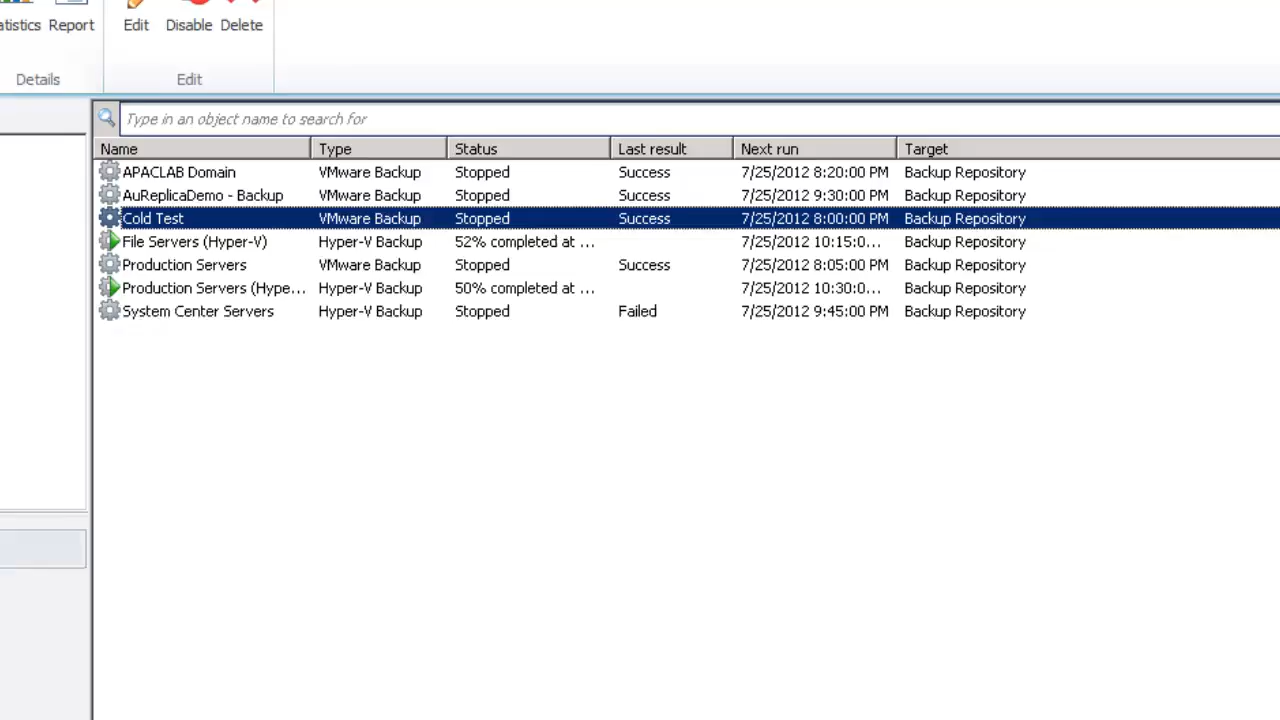 atistics Report Edit Disable Delete
Details Edit
Type in an object name to search for
Name Type Status Last result Next run Target
APACLAB Domain VMware Backup Stopped Success 7/25/2012 8:20:00 PM Backup Repository
AuReplicaDemo - Backup VMware Backup Stopped Success 7/25/2012 9:30:00 PM Backup Repository
Cold Test VMware Backup Stopped Success 7/25/2012 8:00:00 PM Backup Repository
File Servers (Hyper-V) Hyper-V Backup 52% completed at ... 7/25/2012 10:15:0... Backup Repository
Production Servers VMware Backup Stopped Success 7/25/2012 8:05:00 PM Backup Repository
Production Servers (Hype... Hyper-V Backup 50% completed at ... 7/25/2012 10:30:0... Backup Repository
System Center Servers Hyper-V Backup Stopped Failed 7/25/2012 9:45:00 PM Backup Repository